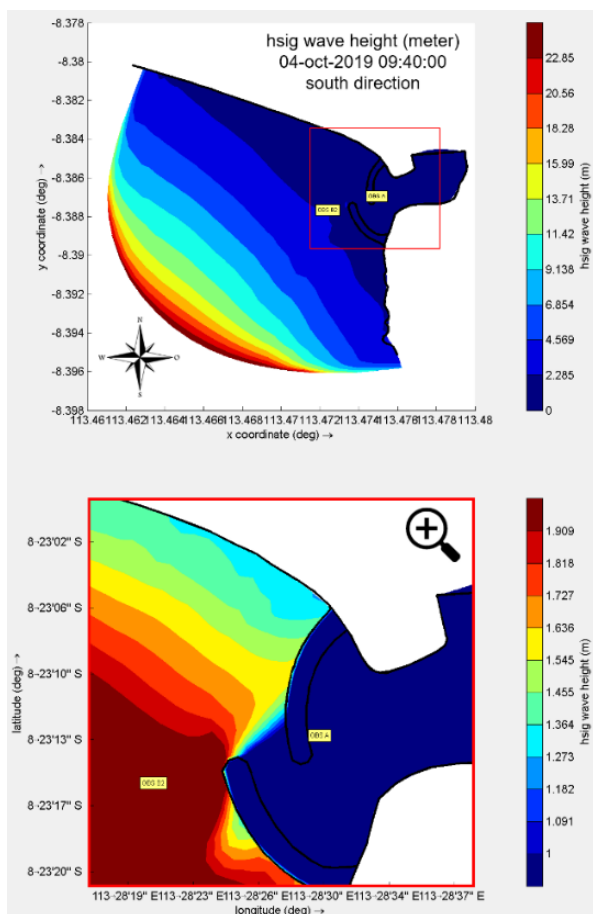 -8.378
-8.38
-8.382
-8.384
-8.386
-8.388
-8.39
-8.392
-8.394
-8.396
-8.398
y coordinate (deg) →
hsig wave height (meter)
04-oct-2019 09:40:00
south direction
OBS A
OBS B2
N
W
O
S
113.46 113.462 113.464 113.466 113.468 113.47 113.472 113.474 113.476 113.478 113.48
x coordinate (deg) →
22.85
18.28
15.99
13.71
11.42
9.138
6.854
4.569
2.285
0
hsig wave height (m)
8-23'02" S
8-23'06" S
8-23'10" S
8-23'13" S
8-23'17" S
8-23'20" S
latitude (deg) →
OBS A
OBS B2
113-28'19" E 113-28'23" E 113-28'26" E 113-28'30" E 113-28'34" E 113-28'37" E
longitude (deg) →
1.909
1.818
1.727
1.636
1.545
1.455
1.364
1.273
1.182
1.091
1
hsig wave height (m)